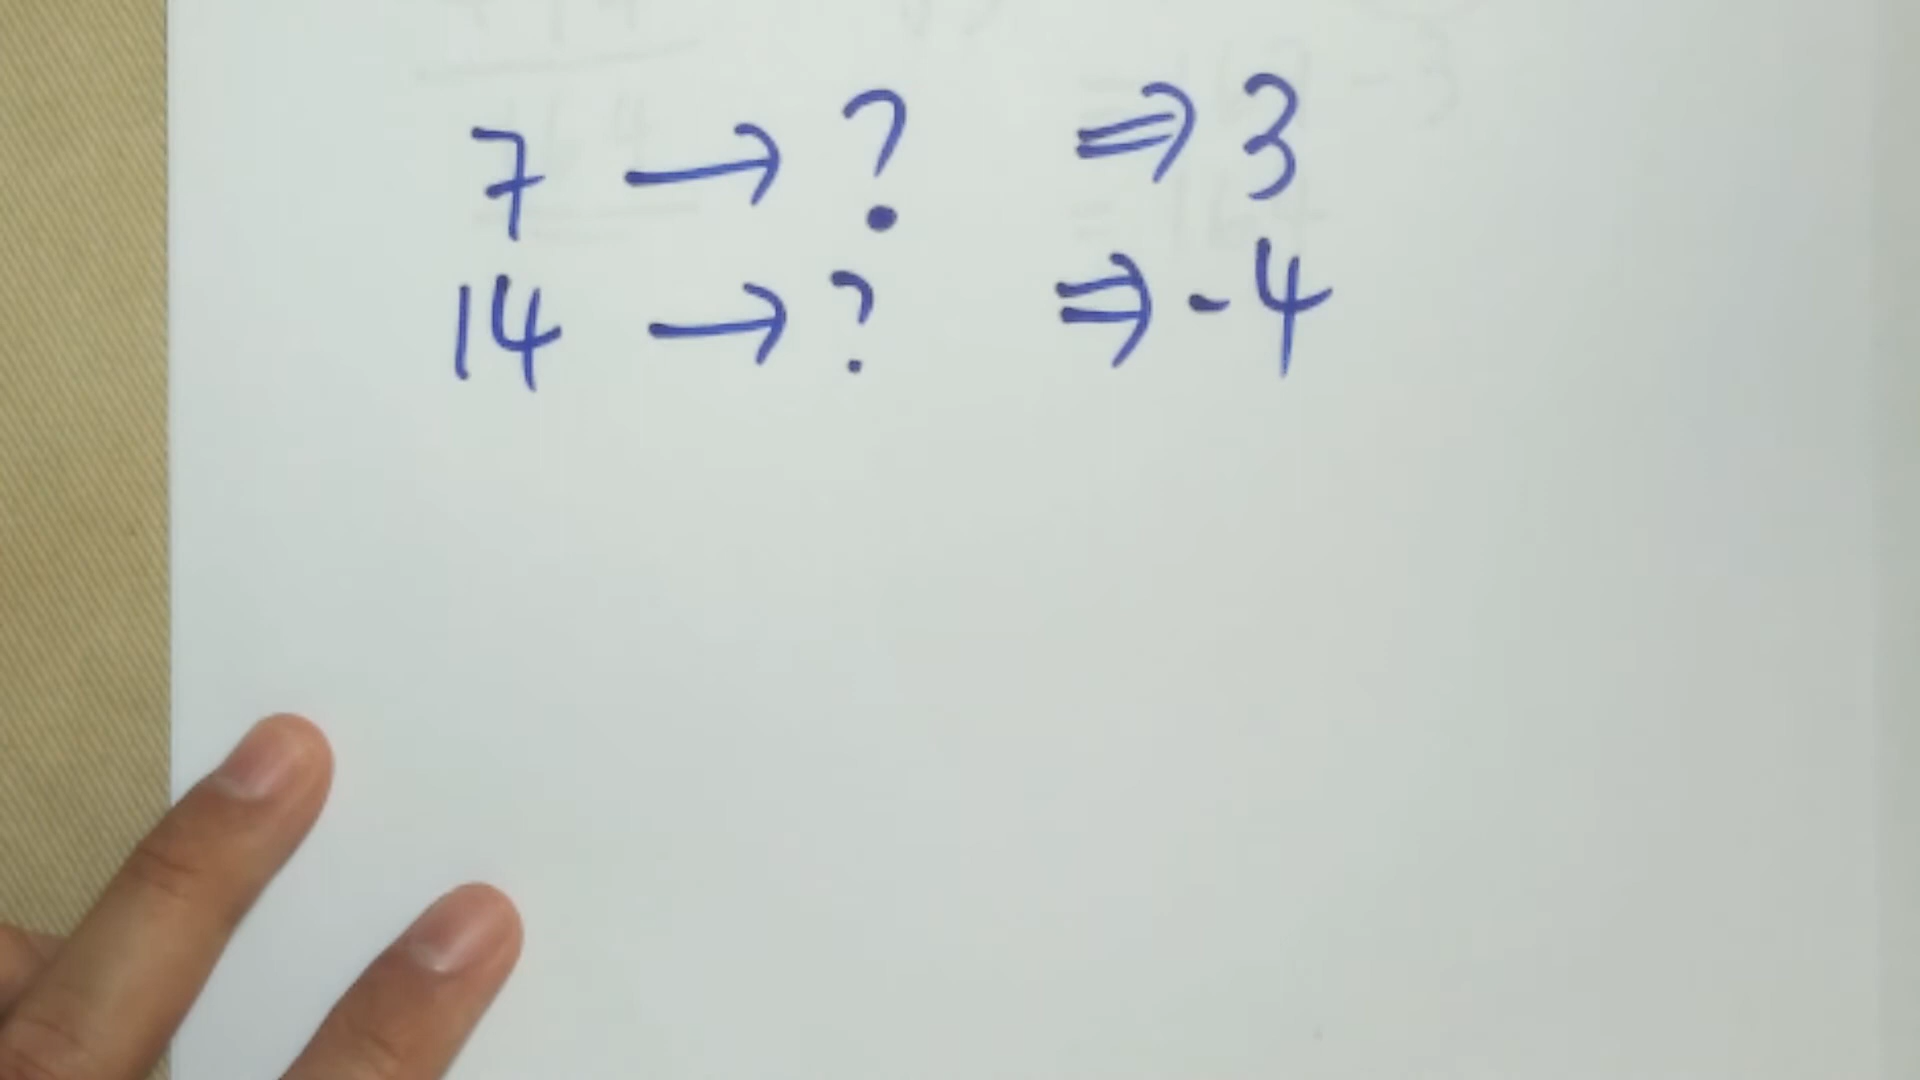 7 → ? ⇒ 3
14 → ? ⇒ -4